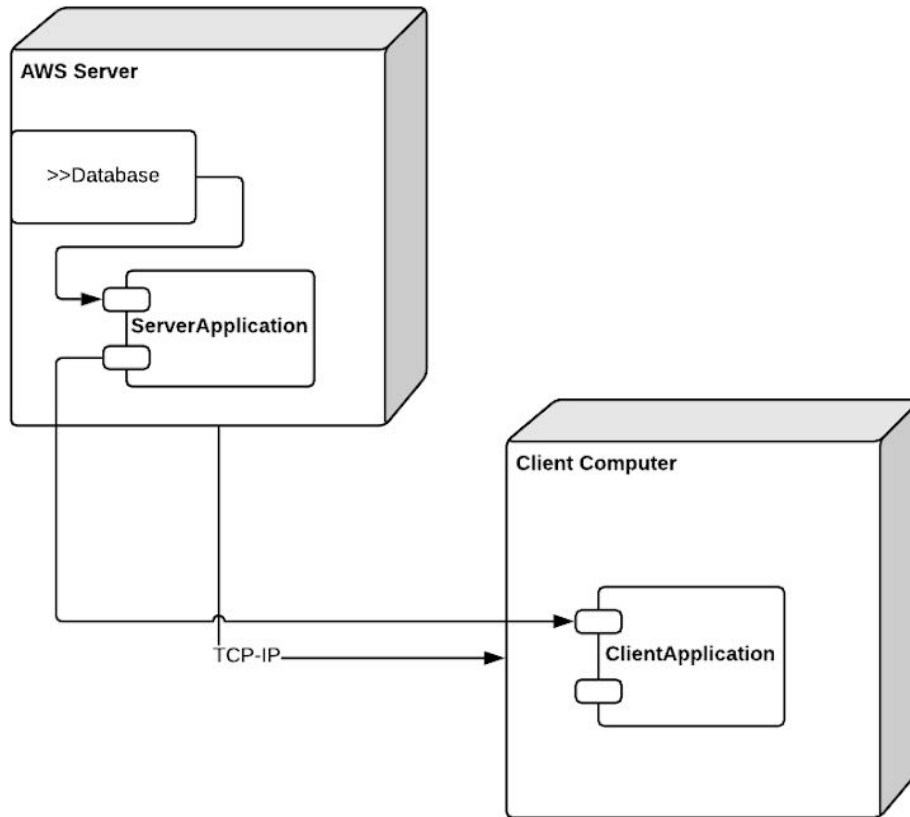 AWS Server
>>Database
ServerApplication
Client Computer
ClientApplication
TCP-IP